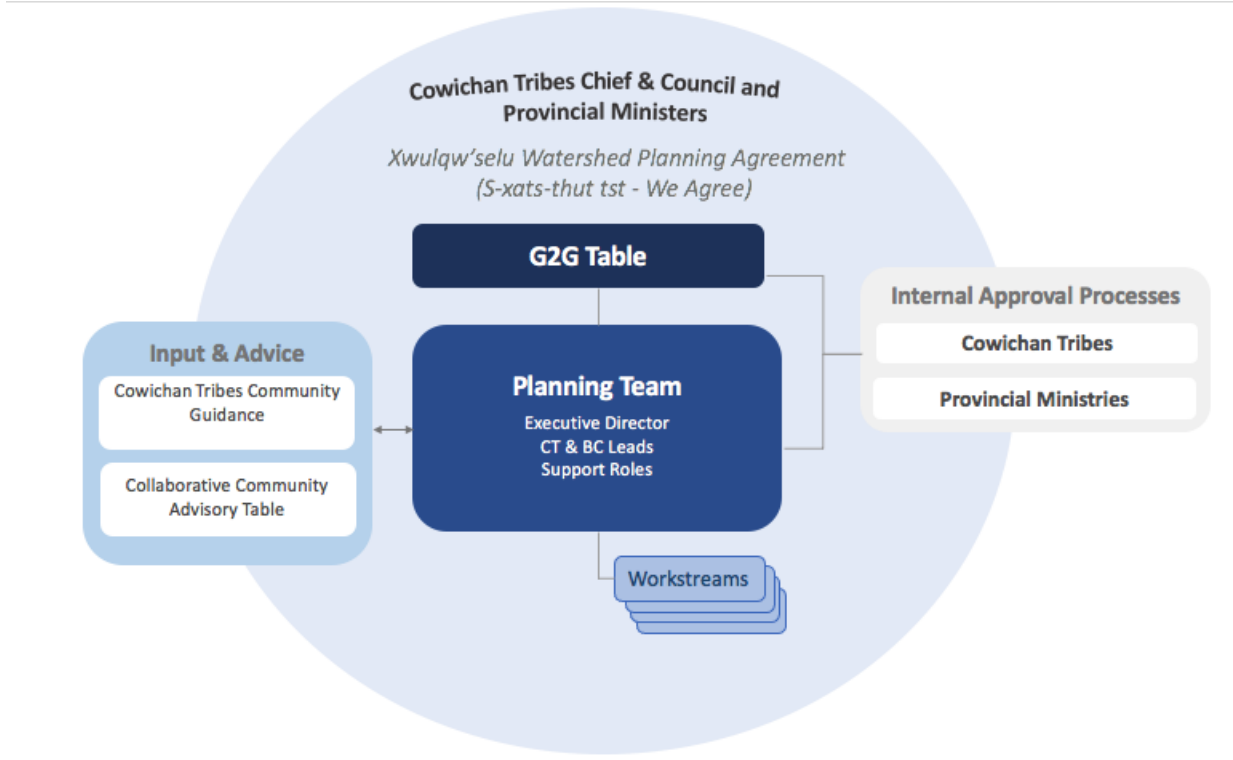 Cowichan Tribes Chief & Council and
Provincial Ministers
Xwulqw’selu Watershed Planning Agreement
(S-xats-thut tst - We Agree)
G2G Table
Internal Approval Processes
Cowichan Tribes
Provincial Ministries
Input & Advice
Cowichan Tribes Community
Guidance
Collaborative Community
Advisory Table
Planning Team
Executive Director
CT & BC Leads
Support Roles
Workstreams